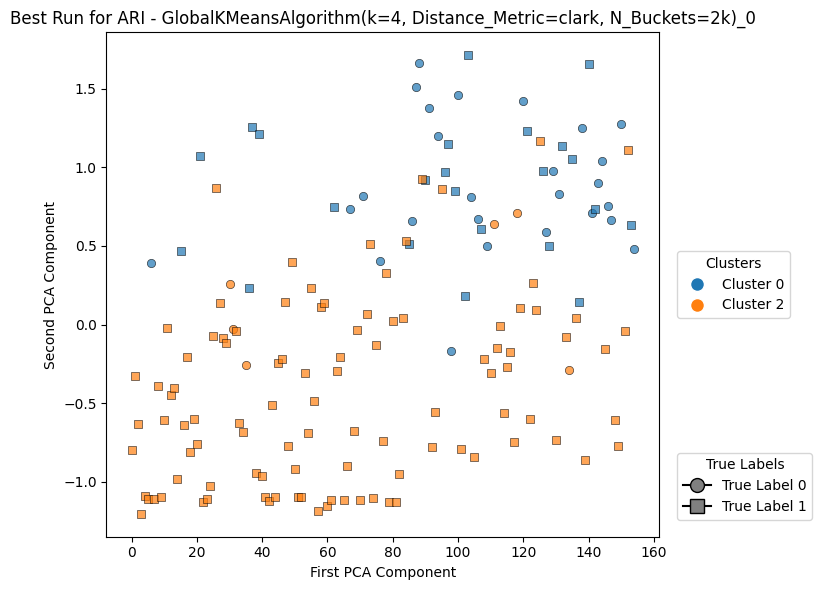 Best Run for ARI - GlobalKMeansAlgorithm(k=4, Distance_Metric=clark, N_Buckets=2k)_0
Second PCA Component
1.5
1.0
0.5
0.0
−0.5
−1.0
0 20 40 60 80 100 120 140 160
First PCA Component
Clusters
Cluster 0
Cluster 2
True Labels
True Label 0
True Label 1